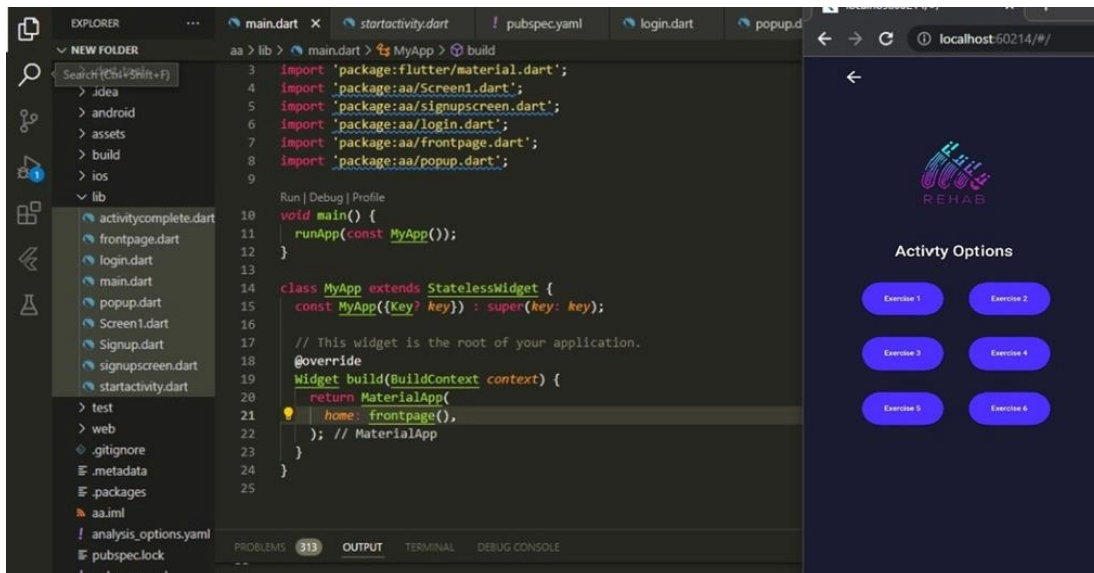 EXPLORER ...
NEW FOLDER
Search (Ctrl+Shift+F)
.idea
android
assets
build
ios
lib
activitycomplete.dart
frontpage.dart
login.dart
main.dart
popup.dart
Screen1.dart
Signup.dart
signupscreen.dart
startactivity.dart
test
web
.gitignore
.metadata
.packages
aa.iml
analysis_options.yaml
pubspec.lock
1
main.dart startactivity.dart ! pubspec.yaml login.dart popup.d
aa > lib > main.dart > MyApp > build
3 import 'package:flutter/material.dart';
4 import 'package:aa/Screen1.dart';
5 import 'package:aa/signupscreen.dart';
6 import 'package:aa/login.dart';
7 import 'package:aa/frontpage.dart';
8 import 'package:aa/popup.dart';
9
Run | Debug | Profile
10 void main() {
11 runApp(const MyApp());
12 }
13
14 class MyApp extends StatelessWidget {
15 const MyApp({Key? key}) : super(key: key);
16
17 // This widget is the root of your application.
18 @override
19 Widget build(BuildContext context) {
20 return MaterialApp(
21 home: frontpage(),
22 ); // MaterialApp
23 }
24 }
25
PROBLEMS 313 OUTPUT TERMINAL DEBUG CONSOLE
localhost:60214/#/
REHAB
Activty Options
Exercise 1 Exercise 2
Exercise 3 Exercise 4
Exercise 5 Exercise 6